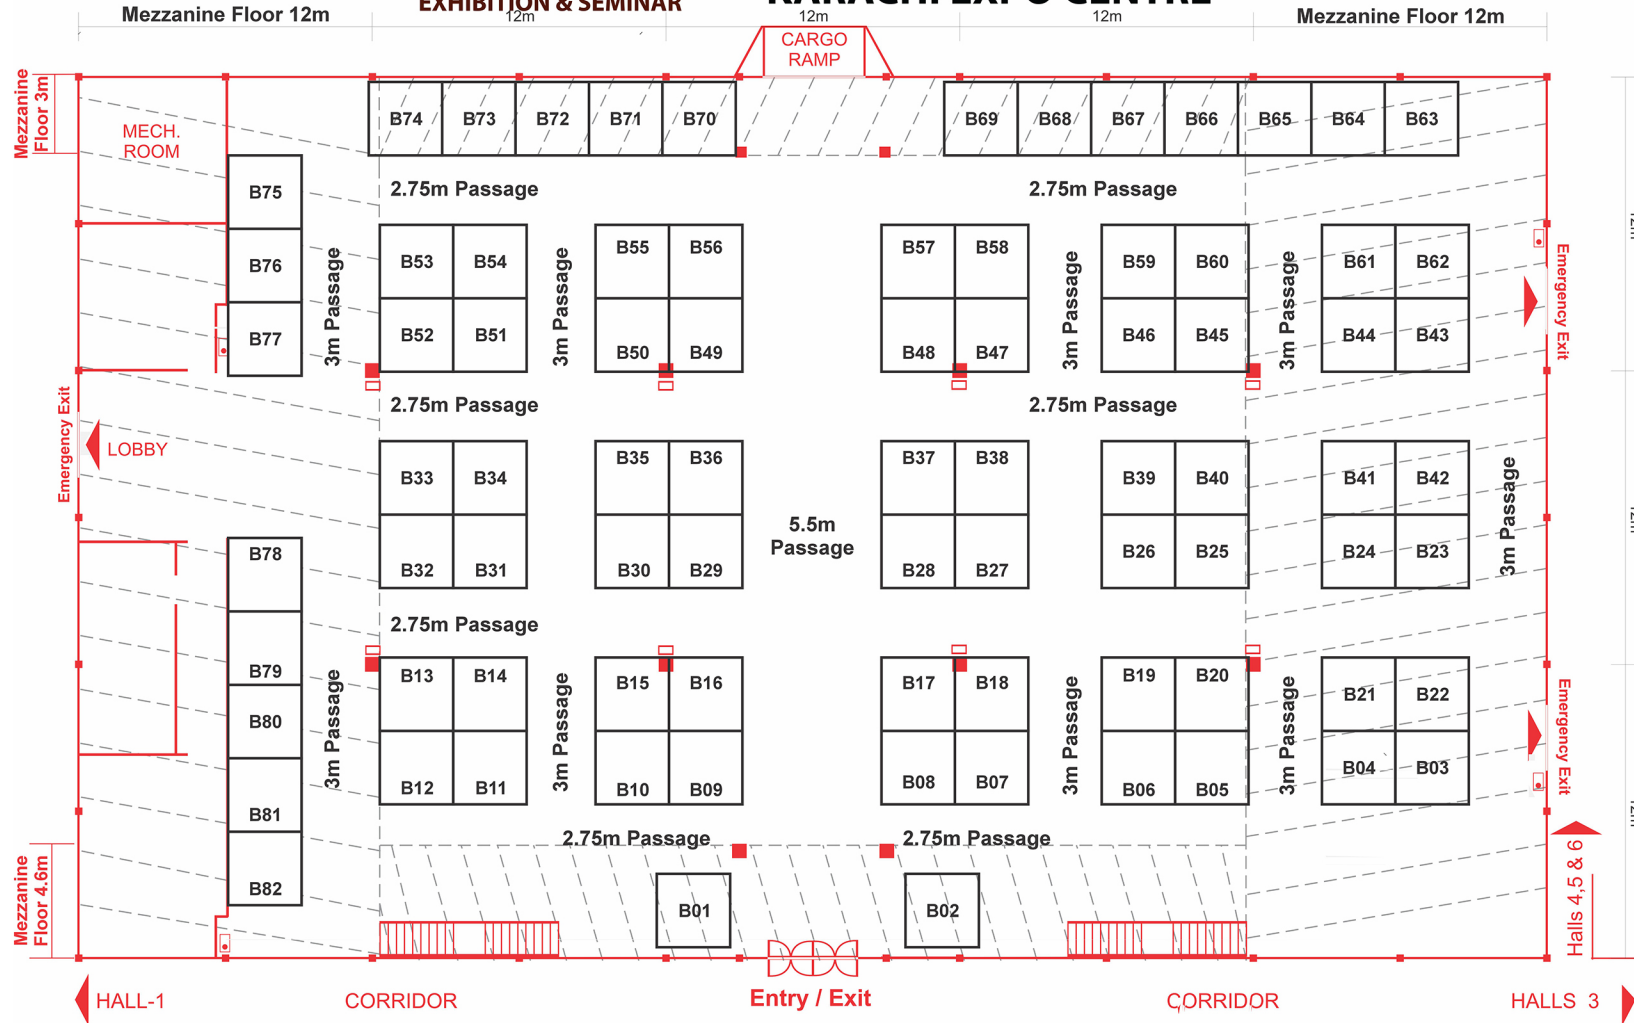 EXHIBITION & SEMINAR
KARACHI EXPO CENTRE
Mezzanine Floor 12m
12m
12m
12m
Mezzanine Floor 12m
CARGO
RAMP
Mezzanine
Floor 3m
MECH.
ROOM
B74 B73 B72 B71 B70
B69 B68 B67 B66 B65 B64 B63
B75
B76
B77
2.75m Passage
2.75m Passage
3m Passage
3m Passage
3m Passage
3m Passage
B53 B54 B55 B56 B57 B58 B59 B60 B61 B62
B52 B51 B50 B49 B48 B47 B46 B45 B44 B43
Emergency Exit
2.75m Passage
2.75m Passage
Emergency Exit
LOBBY
B33 B34 B35 B36 B37 B38 B39 B40 B41 B42
5.5m
Passage
3m Passage
B32 B31 B30 B29 B28 B27 B26 B25 B24 B23
B78
B79
B80
B81
B82
2.75m Passage
3m Passage
3m Passage
3m Passage
3m Passage
B13 B14 B15 B16 B17 B18 B19 B20 B21 B22
B12 B11 B10 B09 B08 B07 B06 B05 B04 B03
Emergency Exit
2.75m Passage
2.75m Passage
Mezzanine
Floor 4.6m
B01
B02
Halls 4,5 & 6
HALL-1
CORRIDOR
Entry / Exit
CORRIDOR
HALLS 3